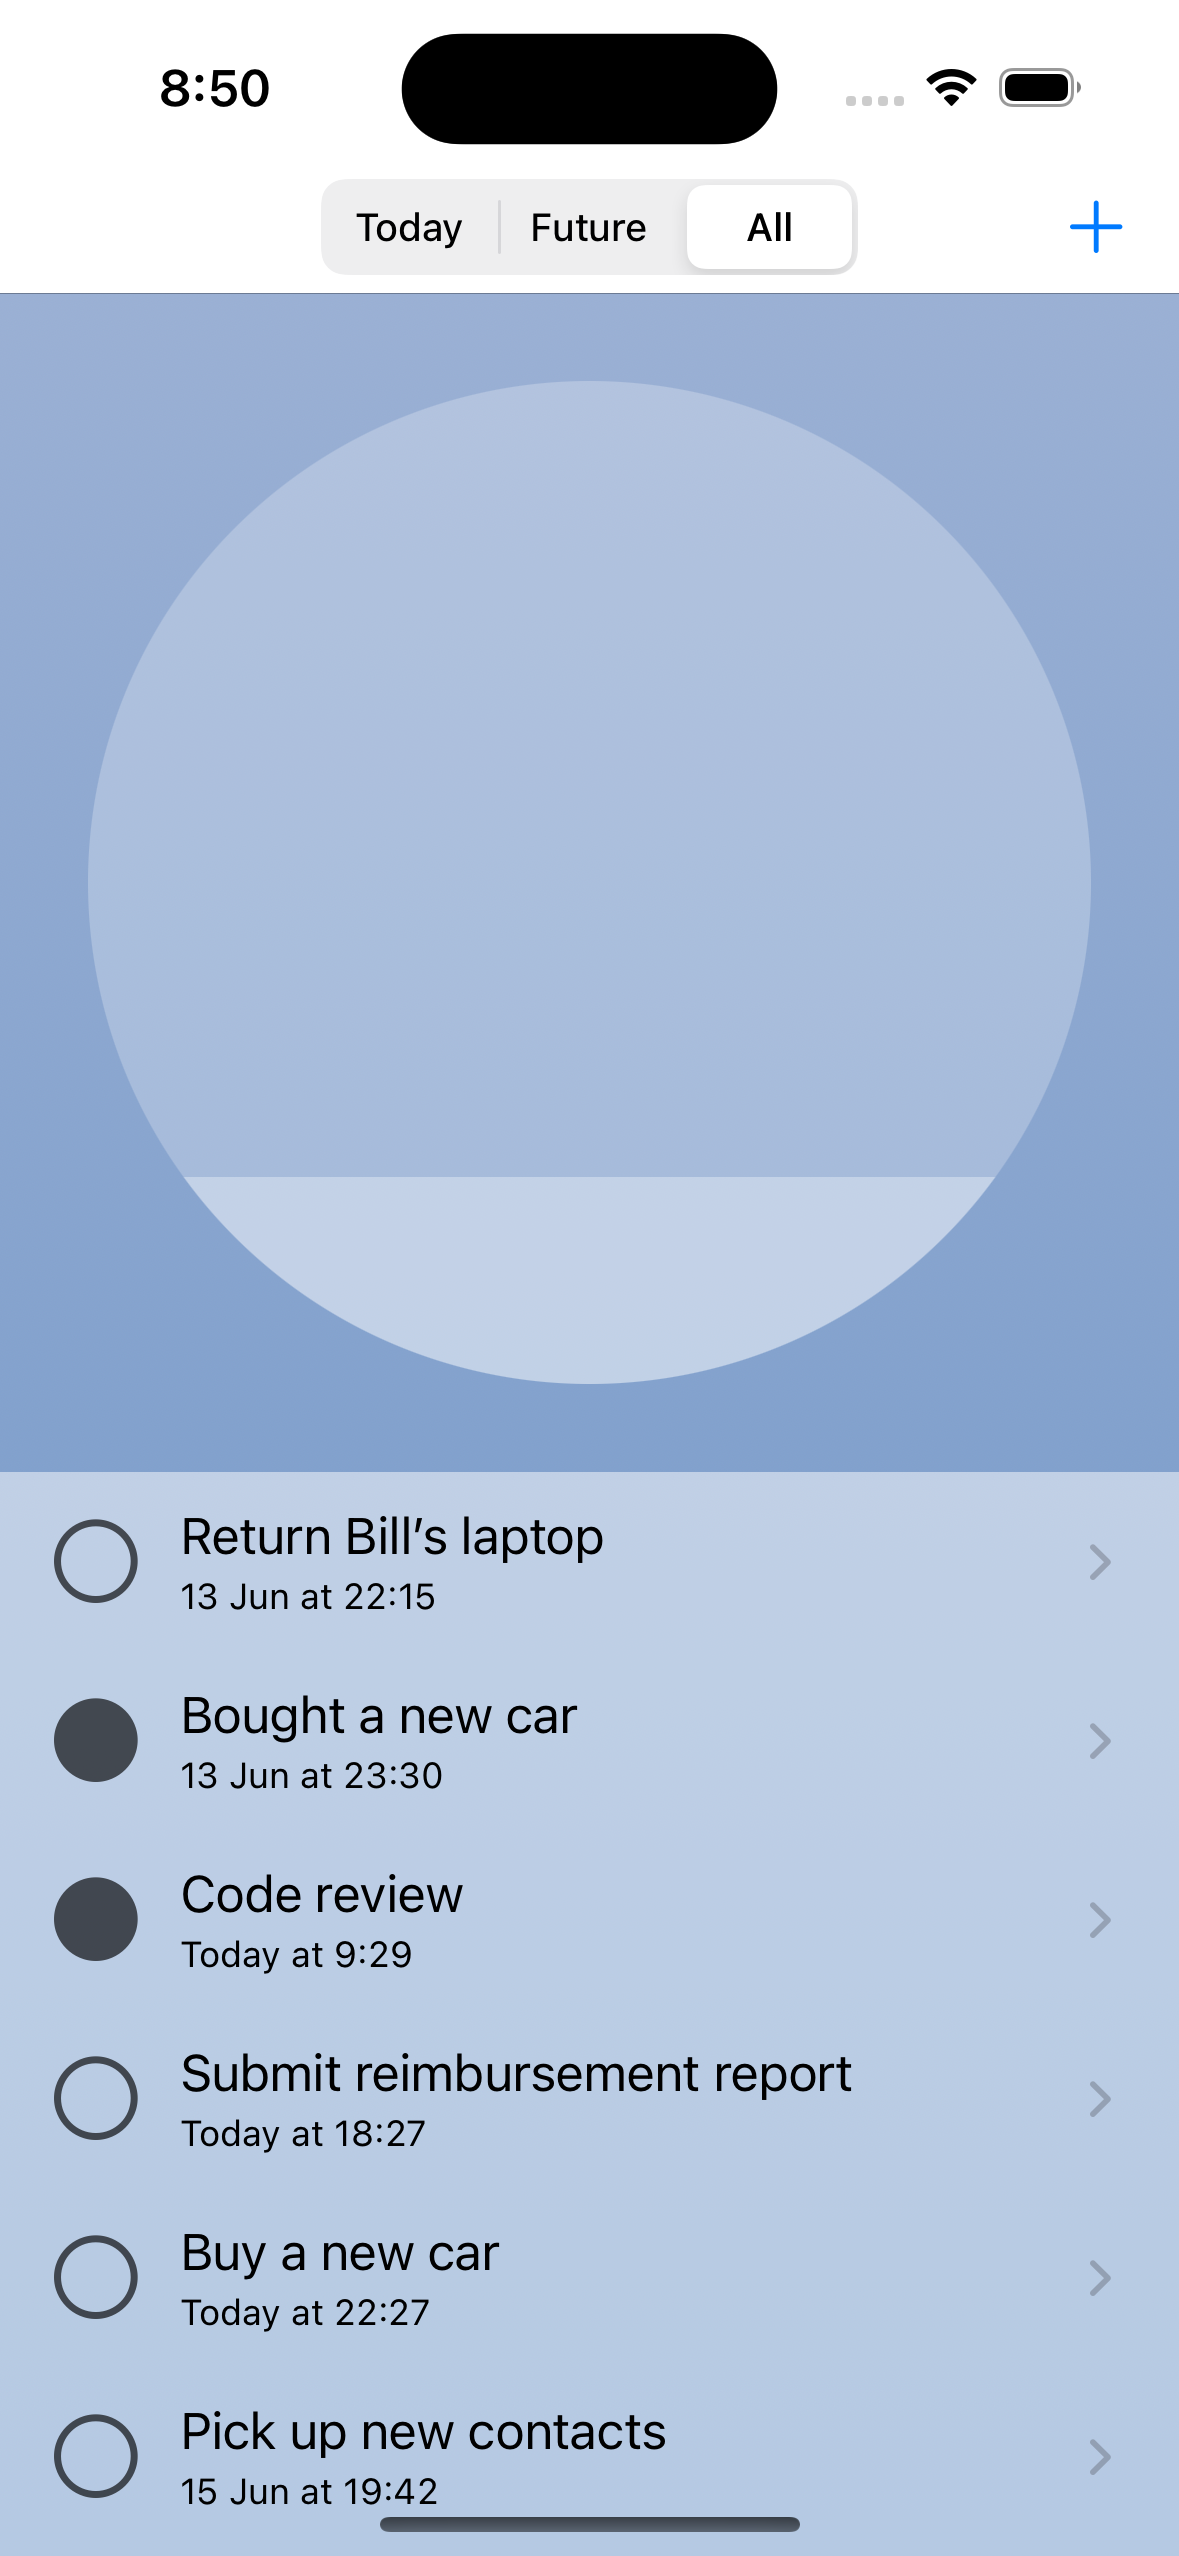 8:50
Today Future All
Return Bill’s laptop
13 Jun at 22:15
Bought a new car
13 Jun at 23:30
Code review
Today at 9:29
Submit reimbursement report
Today at 18:27
Buy a new car
Today at 22:27
Pick up new contacts
15 Jun at 19:42